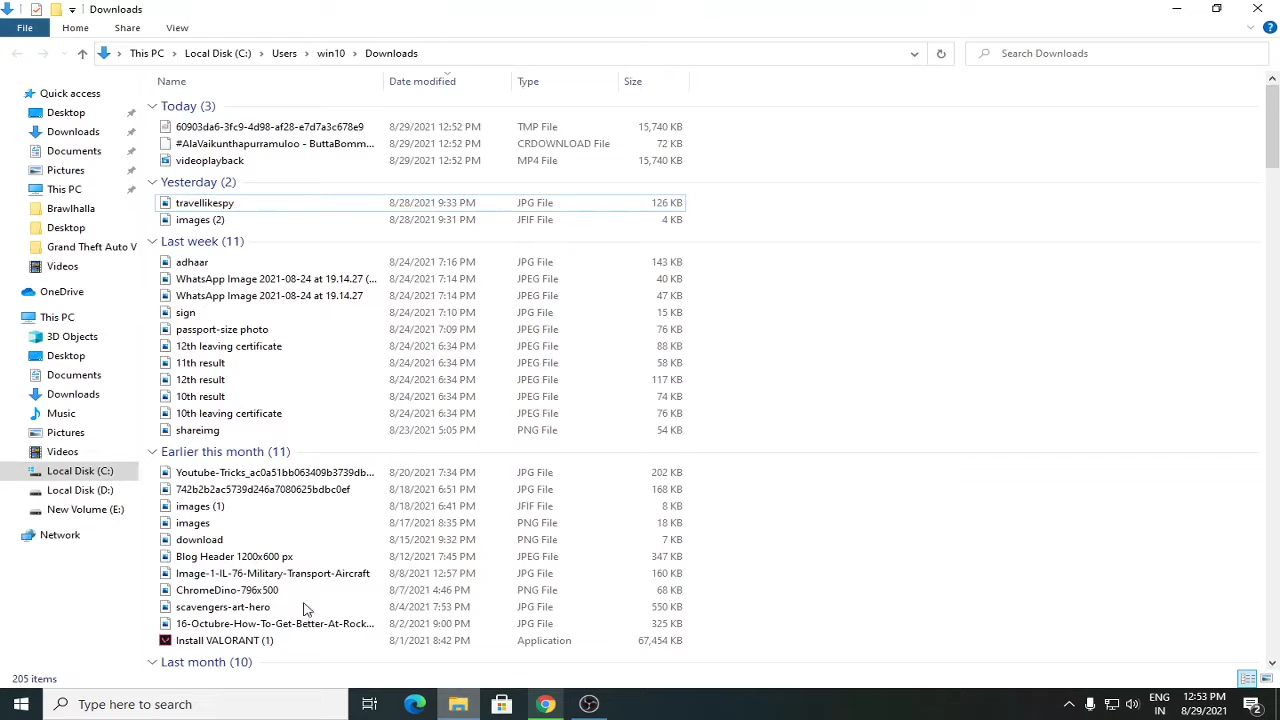 Downloads
File Home Share View
This PC Local Disk (C:) Users win10 Downloads Search Downloads
Name Date modified Type Size
Quick access
Desktop
Downloads
Documents
Pictures
This PC
Brawlhalla
Desktop
Grand Theft Auto V
Videos
OneDrive
This PC
3D Objects
Desktop
Documents
Downloads
Music
Pictures
Videos
Local Disk (C:)
Local Disk (D:)
New Volume (E:)
Network
Today (3)
60903da6-3fc9-4d98-af28-e7d7a3c678e9 8/29/2021 12:52 PM TMP File 15,740 KB
#AlaVaikunthapurramuloo - ButtaBomm... 8/29/2021 12:52 PM CRDOWNLOAD File 72 KB
videoplayback 8/29/2021 12:52 PM MP4 File 15,740 KB
Yesterday (2)
travellikespy 8/28/2021 9:33 PM JPG File 126 KB
images (2) 8/28/2021 9:31 PM JFIF File 4 KB
Last week (11)
adhaar 8/24/2021 7:16 PM JPG File 143 KB
WhatsApp Image 2021-08-24 at 19.14.27 (... 8/24/2021 7:14 PM JPEG File 40 KB
WhatsApp Image 2021-08-24 at 19.14.27 8/24/2021 7:14 PM JPEG File 47 KB
sign 8/24/2021 7:10 PM JPG File 15 KB
passport-size photo 8/24/2021 7:09 PM JPEG File 76 KB
12th leaving certificate 8/24/2021 6:34 PM JPEG File 88 KB
11th result 8/24/2021 6:34 PM JPEG File 58 KB
12th result 8/24/2021 6:34 PM JPEG File 117 KB
10th result 8/24/2021 6:34 PM JPEG File 74 KB
10th leaving certificate 8/24/2021 6:34 PM JPEG File 76 KB
shareimg 8/23/2021 5:05 PM PNG File 54 KB
Earlier this month (11)
Youtube-Tricks_ac0a51bb063409b3739db... 8/20/2021 7:34 PM JPG File 202 KB
742b2b2ac5739d246a7080625bdbc0ef 8/18/2021 6:51 PM JPG File 168 KB
images (1) 8/18/2021 6:41 PM JFIF File 8 KB
images 8/17/2021 8:35 PM PNG File 18 KB
download 8/15/2021 9:32 PM PNG File 7 KB
Blog Header 1200x600 px 8/12/2021 7:45 PM JPEG File 347 KB
Image-1-IL-76-Military-Transport-Aircraft 8/8/2021 12:57 PM JPG File 160 KB
ChromeDino-796x500 8/7/2021 4:46 PM PNG File 68 KB
scavengers-art-hero 8/4/2021 7:53 PM JPG File 550 KB
16-Octubre-How-To-Get-Better-At-Rock... 8/2/2021 9:00 PM JPG File 325 KB
Install VALORANT (1) 8/1/2021 8:42 PM Application 67,454 KB
Last month (10)
205 items
Type here to search
ENG
IN
12:53 PM
8/29/2021
2